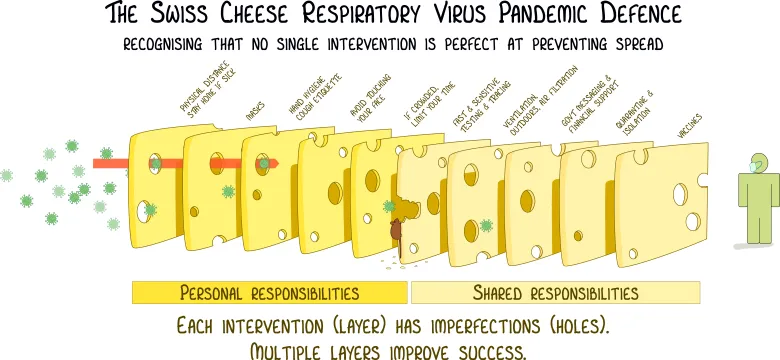 The Swiss Cheese Respiratory Virus Pandemic Defence
recognising that no single intervention is perfect at preventing spread
Physical distance
stay home if sick
Masks
Hand hygiene
cough etiquette
Avoid touching
your face
If crowded,
limit your time
Fast & sensitive
testing & tracing
Ventilation,
outdoors, air filtration
Govt messaging &
financial support
Quarantine &
isolation
Vaccines
Personal responsibilities
Shared responsibilities
Each intervention (layer) has imperfections (holes).
Multiple layers improve success.